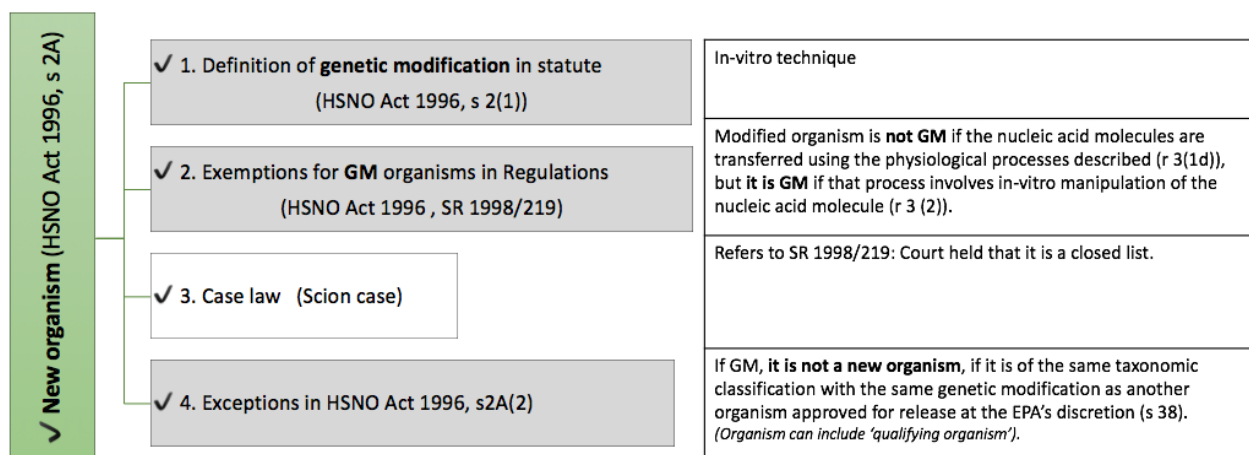 ✓ New organism (HSNO Act 1996, s 2A)
✓ 1. Definition of genetic modification in statute
(HSNO Act 1996, s 2(1))
In-vitro technique
✓ 2. Exemptions for GM organisms in Regulations
(HSNO Act 1996 , SR 1998/219)
Modified organism is not GM if the nucleic acid molecules are
transferred using the physiological processes described (r 3(1d)),
but it is GM if that process involves in-vitro manipulation of the
nucleic acid molecule (r 3 (2)).
✓ 3. Case law (Scion case)
Refers to SR 1998/219: Court held that it is a closed list.
✓ 4. Exceptions in HSNO Act 1996, s2A(2)
If GM, it is not a new organism, if it is of the same taxonomic
classification with the same genetic modification as another
organism approved for release at the EPA’s discretion (s 38).
(Organism can include ‘qualifying organism’).